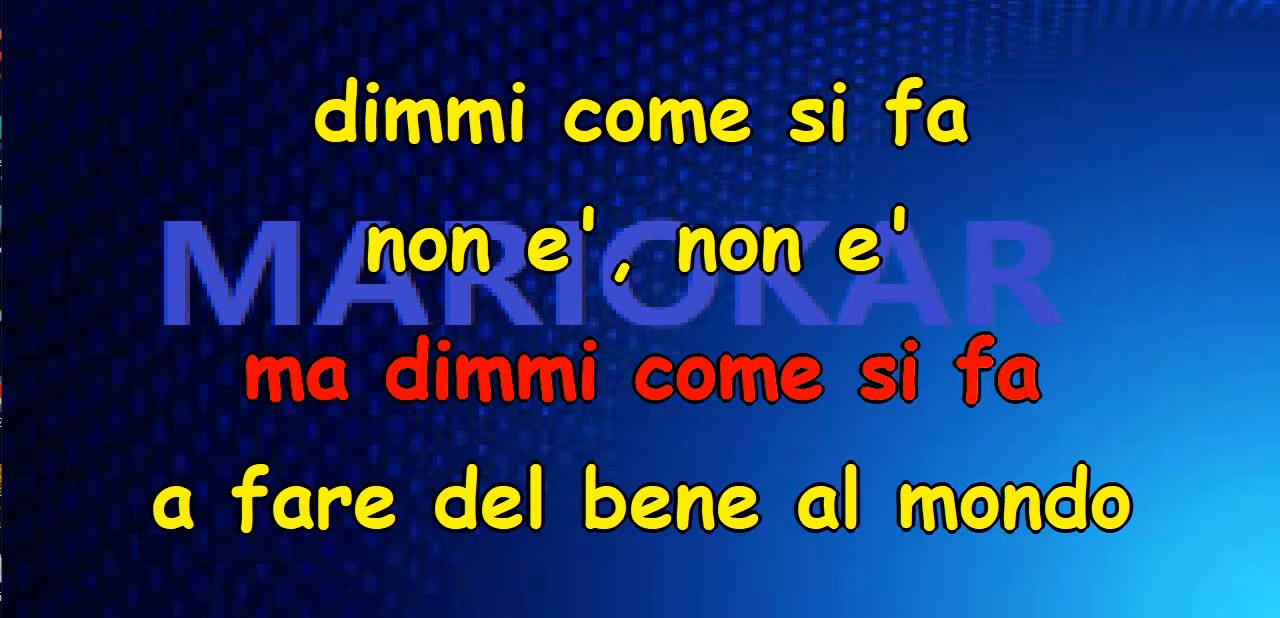 dimmi come si fa
non e', non e'
MARIOKAR
ma dimmi come si fa
a fare del bene al mondo